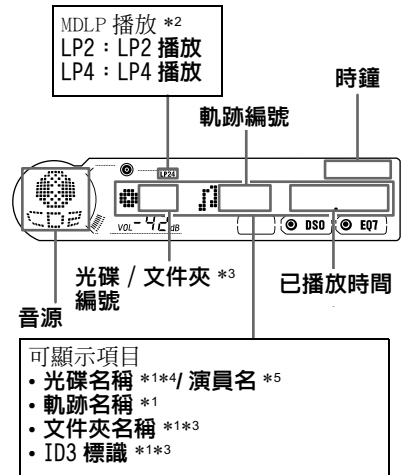 MDLP 播放 *2
LP2：LP2 播放
LP4：LP4 播放
時鐘
軌跡編號
LP24
VOL -42 dB
DSO
EQ7
光碟 / 文件夾 *3
編號
已播放時間
音源
可顯示項目
• 光碟名稱 *1*4/ 演員名 *5
• 軌跡名稱 *1
• 文件夾名稱 *1*3
• ID3 標識 *1*3